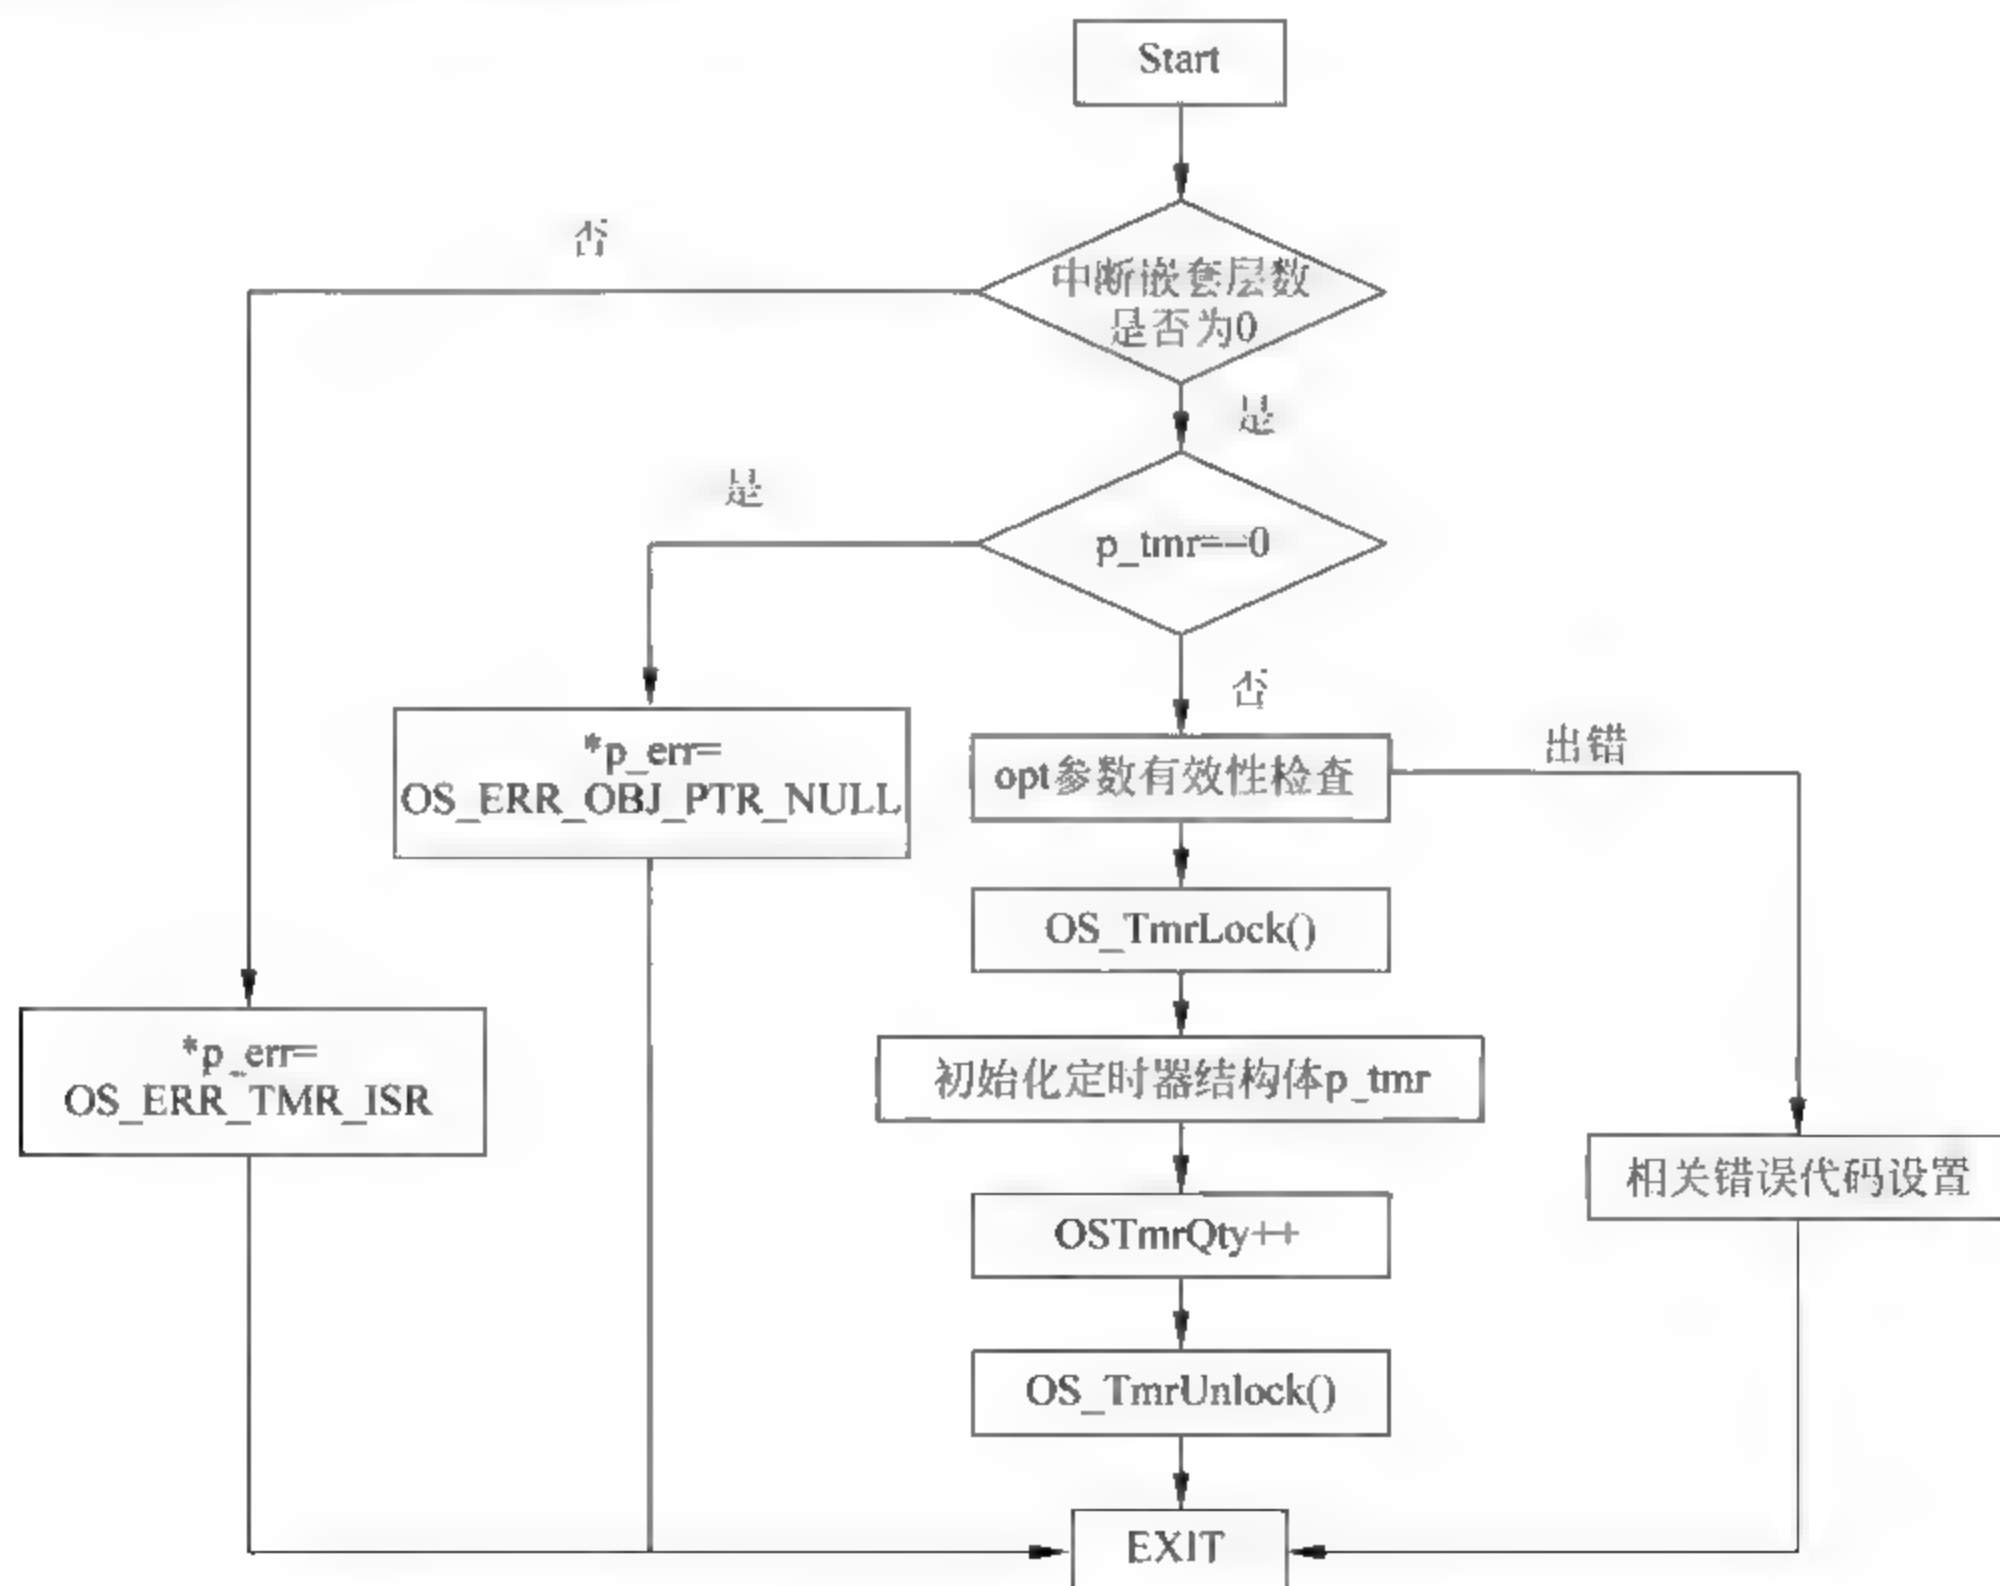 Start
否
中断嵌套层数
是否为0
是
是
p_tmr==0
否
出错
*p_err=
OS_ERR_OBJ_PTR_NULL
opt参数有效性检查
OS_TmrLock()
*p_err=
OS_ERR_TMR_ISR
初始化定时器结构体p_tmr
相关错误代码设置
OSTmrQty++
OS_TmrUnlock()
EXIT